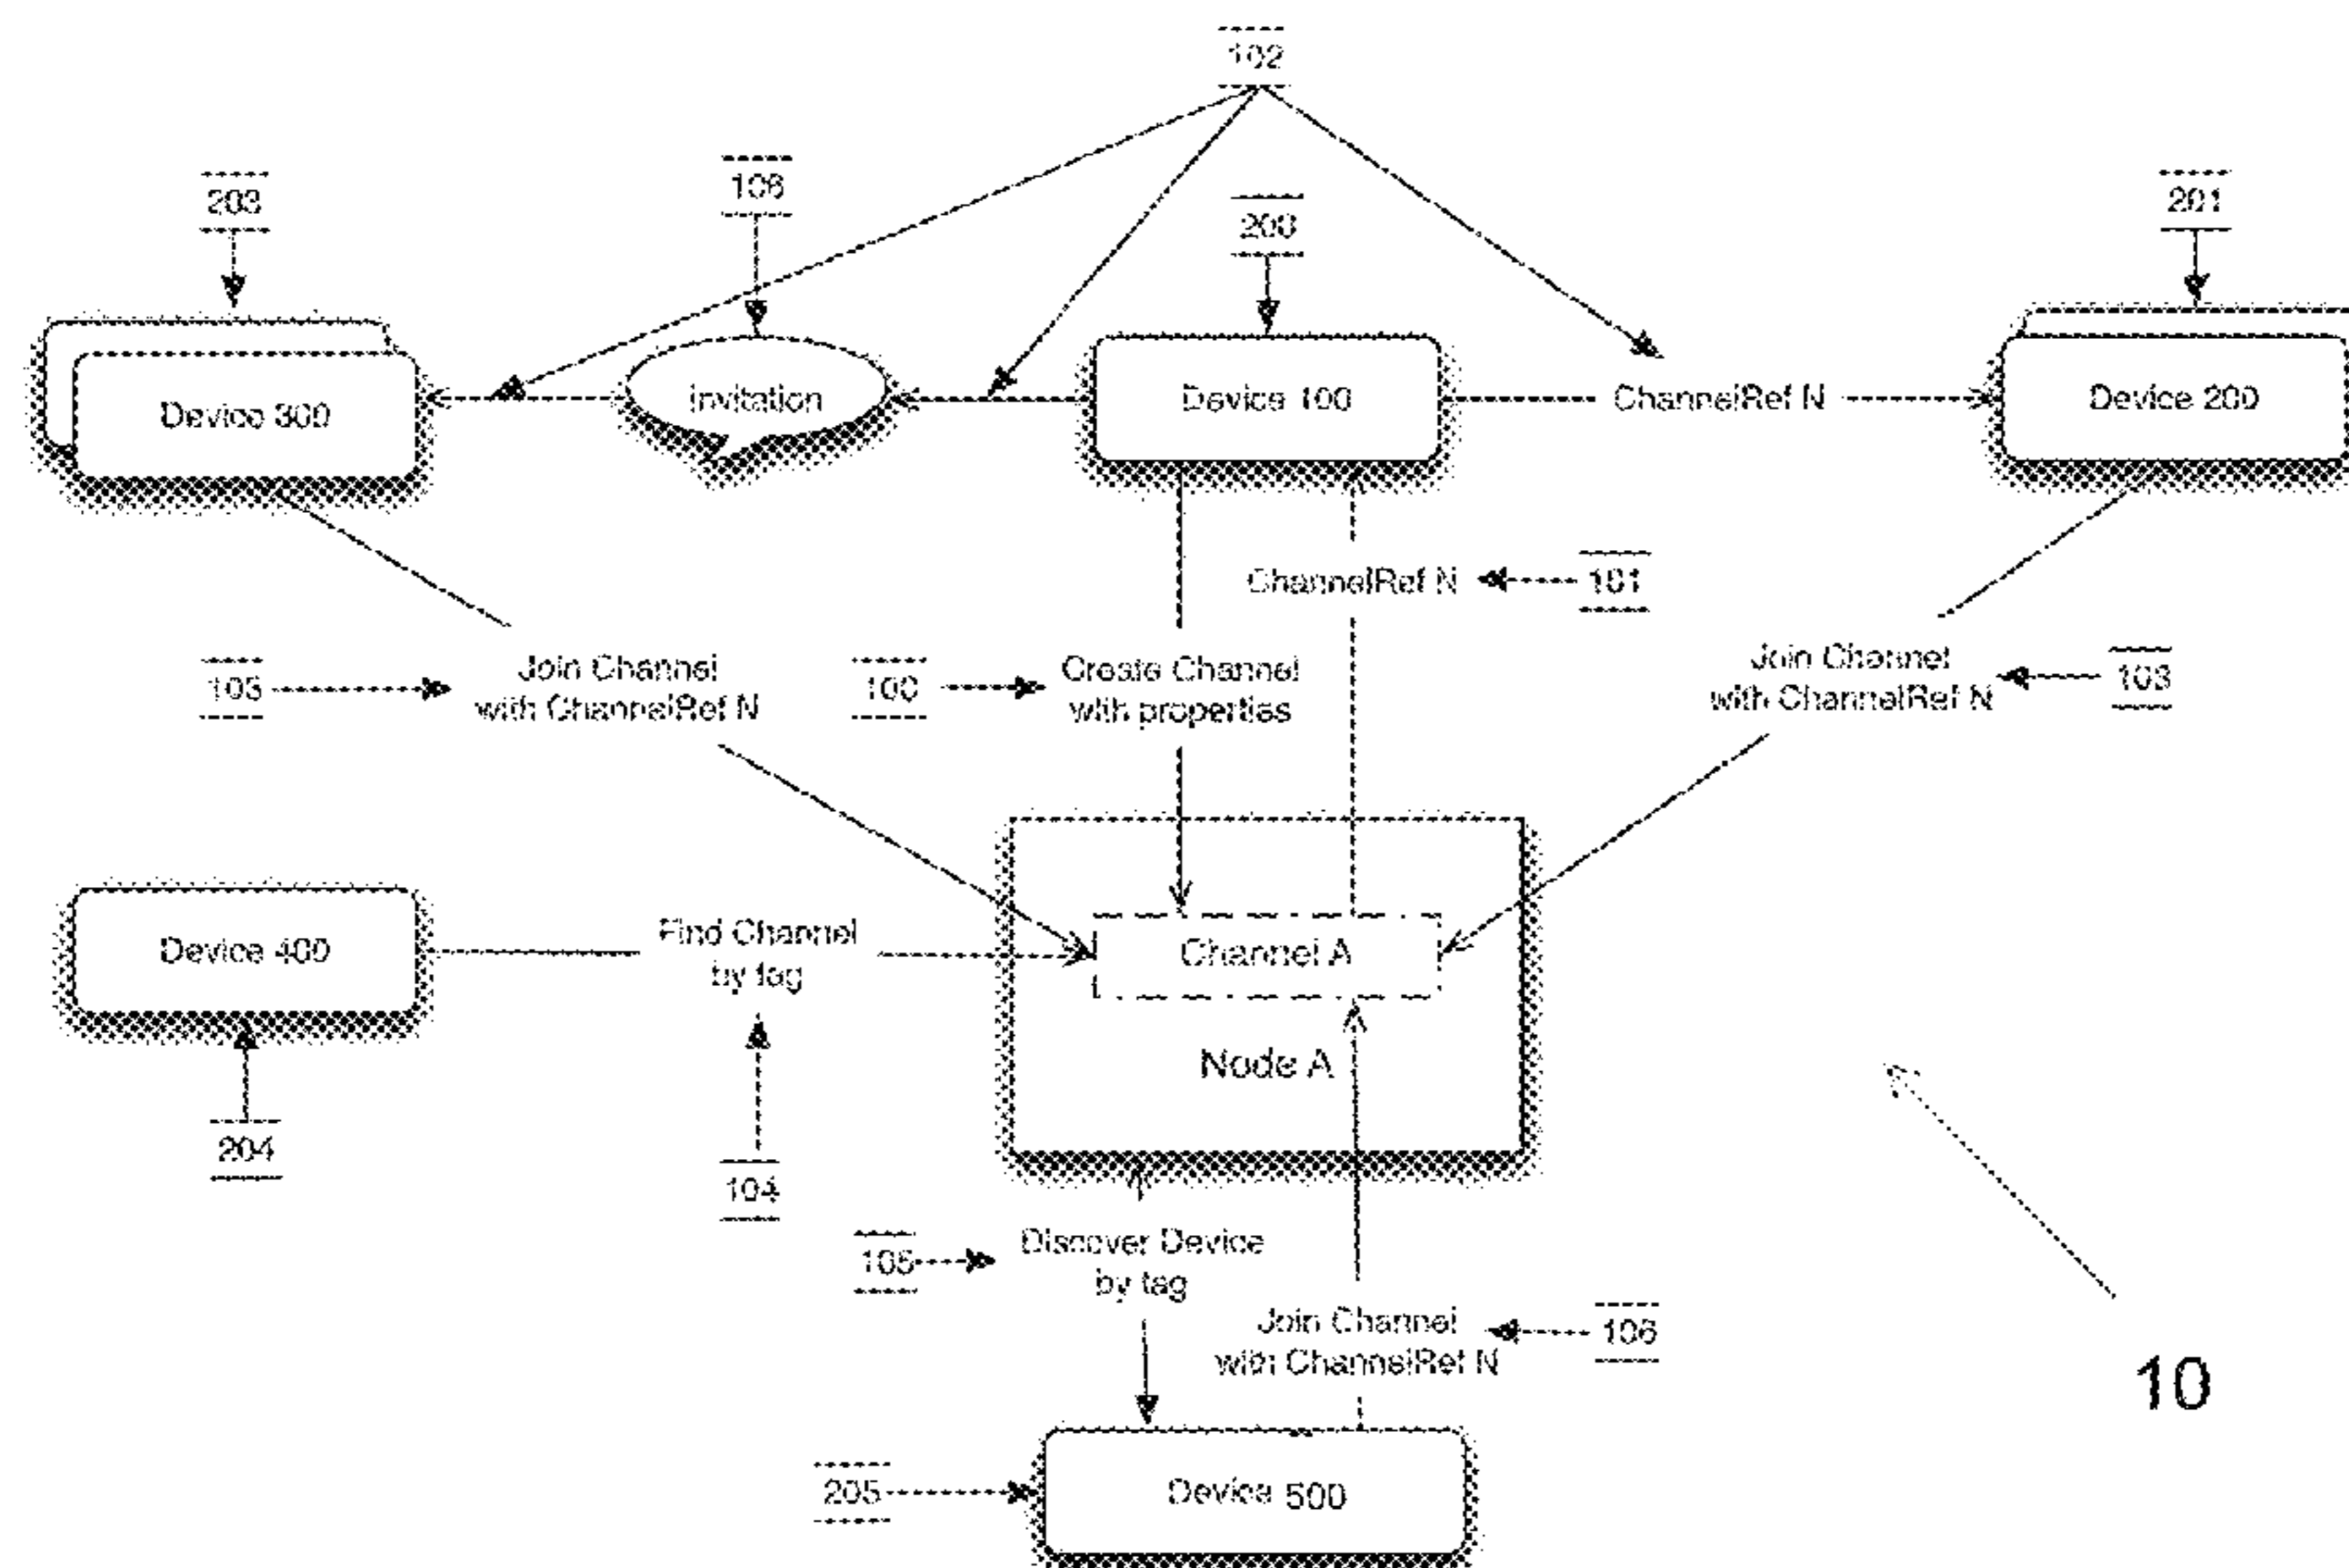 102
203
106
200
201
Device 300
Invitation
Device 100
ChannelRef N
Device 200
ChannelRef N
101
103
Join Channel
with ChannelRef N
100
Create Channel
with properties
Join Channel
with ChannelRef N
103
Device 400
Find Channel
by tag
Channel A
Node A
204
104
105
Discover Device
by tag
Join Channel
with ChannelRef N
106
10
205
Device 500